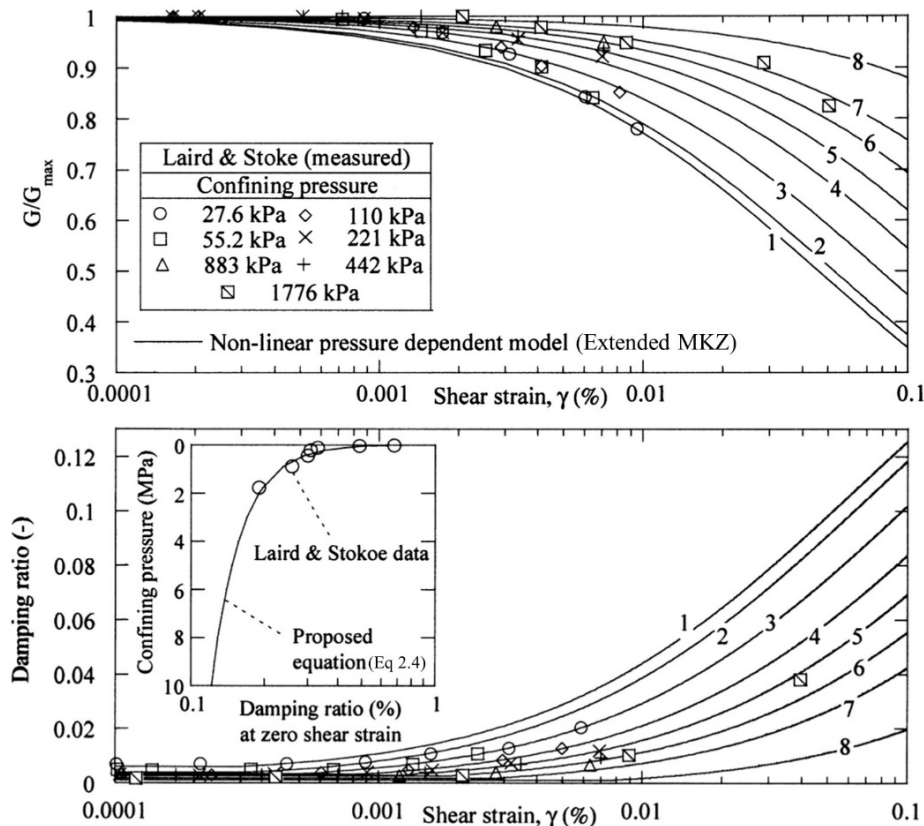 1
0.9
0.8
0.7
0.6
0.5
0.4
0.3
G/Gmax
Laird & Stoke (measured)
Confining pressure
27.6 kPa 110 kPa
55.2 kPa 221 kPa
883 kPa 442 kPa
1776 kPa
Non-linear pressure dependent model (Extended MKZ)
8
7
6
5
4
3
2
1
0.0001 0.001 0.01 0.1
Shear strain, γ (%)
0.12
0.1
0.08
0.06
0.04
0.02
0
Damping ratio (-)
0
2
4
6
8
10
Confining pressure (MPa)
Laird & Stokoe data
Proposed
equation (Eq 2.4)
0.1 1
Damping ratio (%)
at zero shear strain
1
2
3
4
5
6
7
8
0.0001 0.001 0.01 0.1
Shear strain, γ (%)